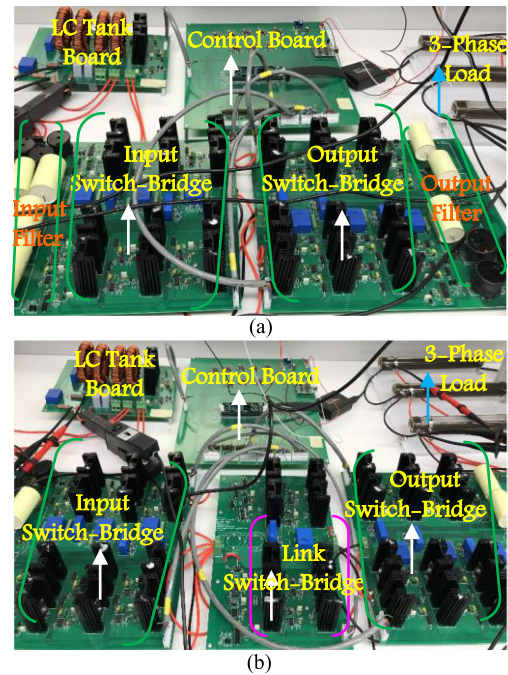 LC Tank
Board
Control Board
3-Phase
Load
Input
Switch-Bridge
Output
Switch-Bridge
Input
Filter
Output
Filter
(a)
LC Tank
Board
Control Board
3-Phase
Load
Input
Switch-Bridge
Output
Switch-Bridge
Link
Switch-Bridge
(b)